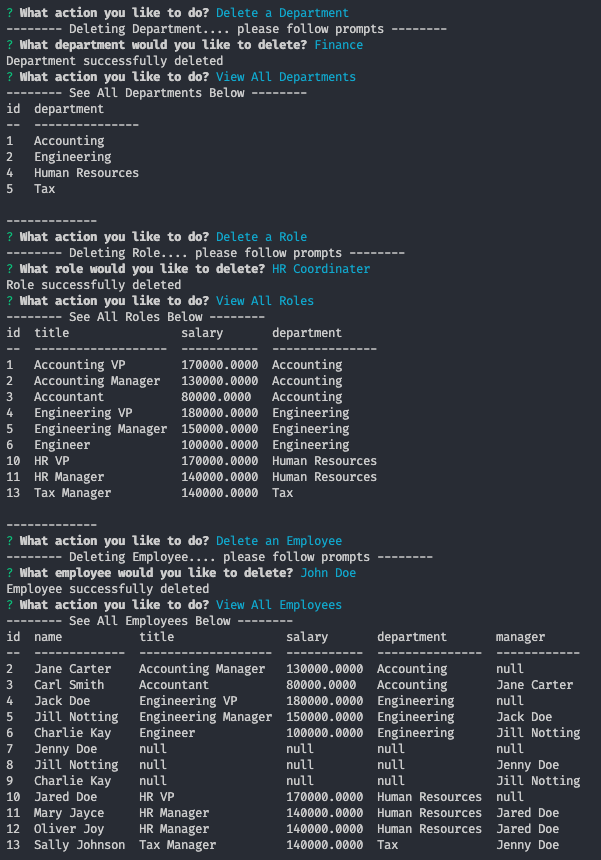 ? What action you like to do? Delete a Department
-------- Deleting Department.... please follow prompts --------
? What department would you like to delete? Finance
Department successfully deleted
? What action you like to do? View All Departments
-------- See All Departments Below --------
id  department
--  ---------------
1   Accounting
2   Engineering
4   Human Resources
5   Tax
-------------
? What action you like to do? Delete a Role
-------- Deleting Role.... please follow prompts --------
? What role would you like to delete? HR Coordinater
Role successfully deleted
? What action you like to do? View All Roles
-------- See All Roles Below --------
id  title                salary       department
--  -------------------  -----------  ---------------
1   Accounting VP        170000.0000  Accounting
2   Accounting Manager   130000.0000  Accounting
3   Accountant           80000.0000   Accounting
4   Engineering VP       180000.0000  Engineering
5   Engineering Manager  150000.0000  Engineering
6   Engineer             100000.0000  Engineering
10  HR VP                170000.0000  Human Resources
11  HR Manager           140000.0000  Human Resources
13  Tax Manager          140000.0000  Tax
-------------
? What action you like to do? Delete an Employee
-------- Deleting Employee.... please follow prompts --------
? What employee would you like to delete? John Doe
Employee successfully deleted
? What action you like to do? View All Employees
-------- See All Employees Below --------
id  name           title                salary       department       manager
--  -------------  -------------------  -----------  ---------------  ------------
2   Jane Carter    Accounting Manager   130000.0000  Accounting       null
3   Carl Smith     Accountant           80000.0000   Accounting       Jane Carter
4   Jack Doe       Engineering VP       180000.0000  Engineering      null
5   Jill Notting   Engineering Manager  150000.0000  Engineering      Jack Doe
6   Charlie Kay    Engineer             100000.0000  Engineering      Jill Notting
7   Jenny Doe      null                 null         null             null
8   Jill Notting   null                 null         null             Jenny Doe
9   Charlie Kay    null                 null         null             Jill Notting
10  Jared Doe      HR VP                170000.0000  Human Resources  null
11  Mary Jayce     HR Manager           140000.0000  Human Resources  Jared Doe
12  Oliver Joy     HR Manager           140000.0000  Human Resources  Jared Doe
13  Sally Johnson  Tax Manager          140000.0000  Tax              Jenny Doe